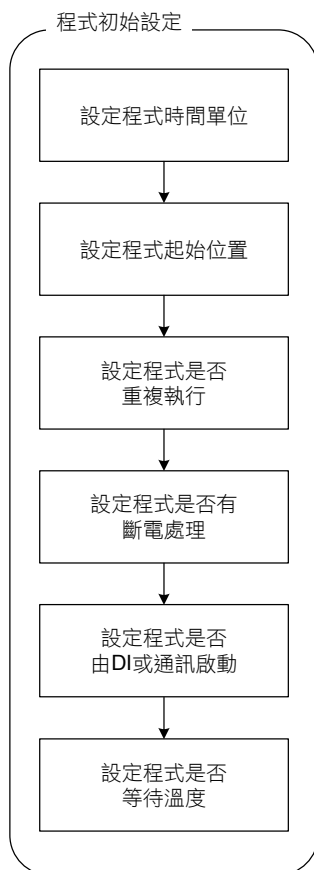 程式初始設定
設定程式時間單位
設定程式起始位置
設定程式是否
重複執行
設定程式是否有
斷電處理
設定程式是否
由DI或通訊啟動
設定程式是否
等待溫度